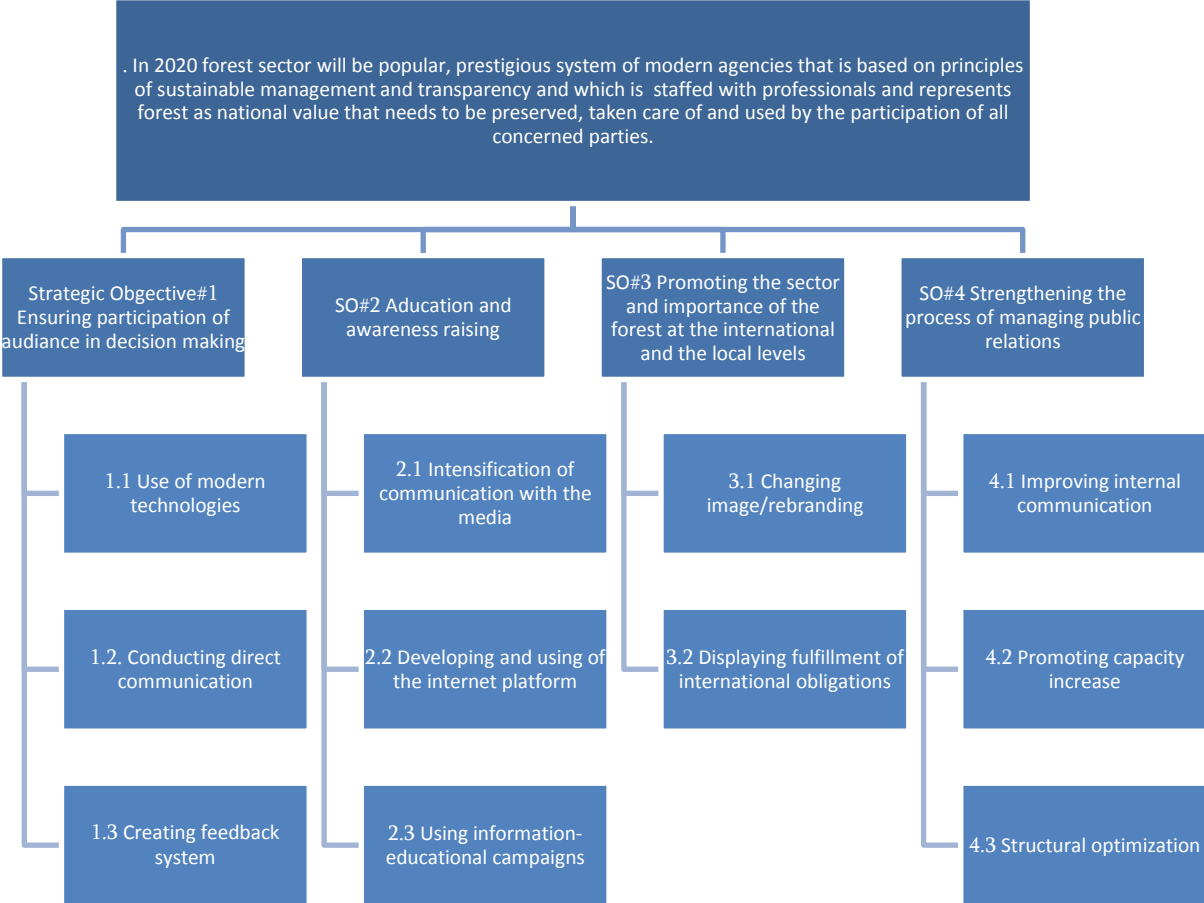 . In 2020 forest sector will be popular, prestigious system of modern agencies that is based on principles
of sustainable management and transparency and which is staffed with professionals and represents
forest as national value that needs to be preserved, taken care of and used by the participation of all
concerned parties.
Strategic Obgective#1
Ensuring participation of
audiance in decision making
1.1 Use of modern
technologies
1.2. Conducting direct
communication
1.3 Creating feedback
system
SO#2 Aducation and
awareness raising
2.1 Intensification of
communication with the
media
2.2 Developing and using of
the internet platform
2.3 Using information-
educational campaigns
SO#3 Promoting the sector
and importance of the
forest at the international
and the local levels
3.1 Changing
image/rebranding
3.2 Displaying fulfillment of
international obligations
SO#4 Strengthening the
process of managing public
relations
4.1 Improving internal
communication
4.2 Promoting capacity
increase
4.3 Structural optimization